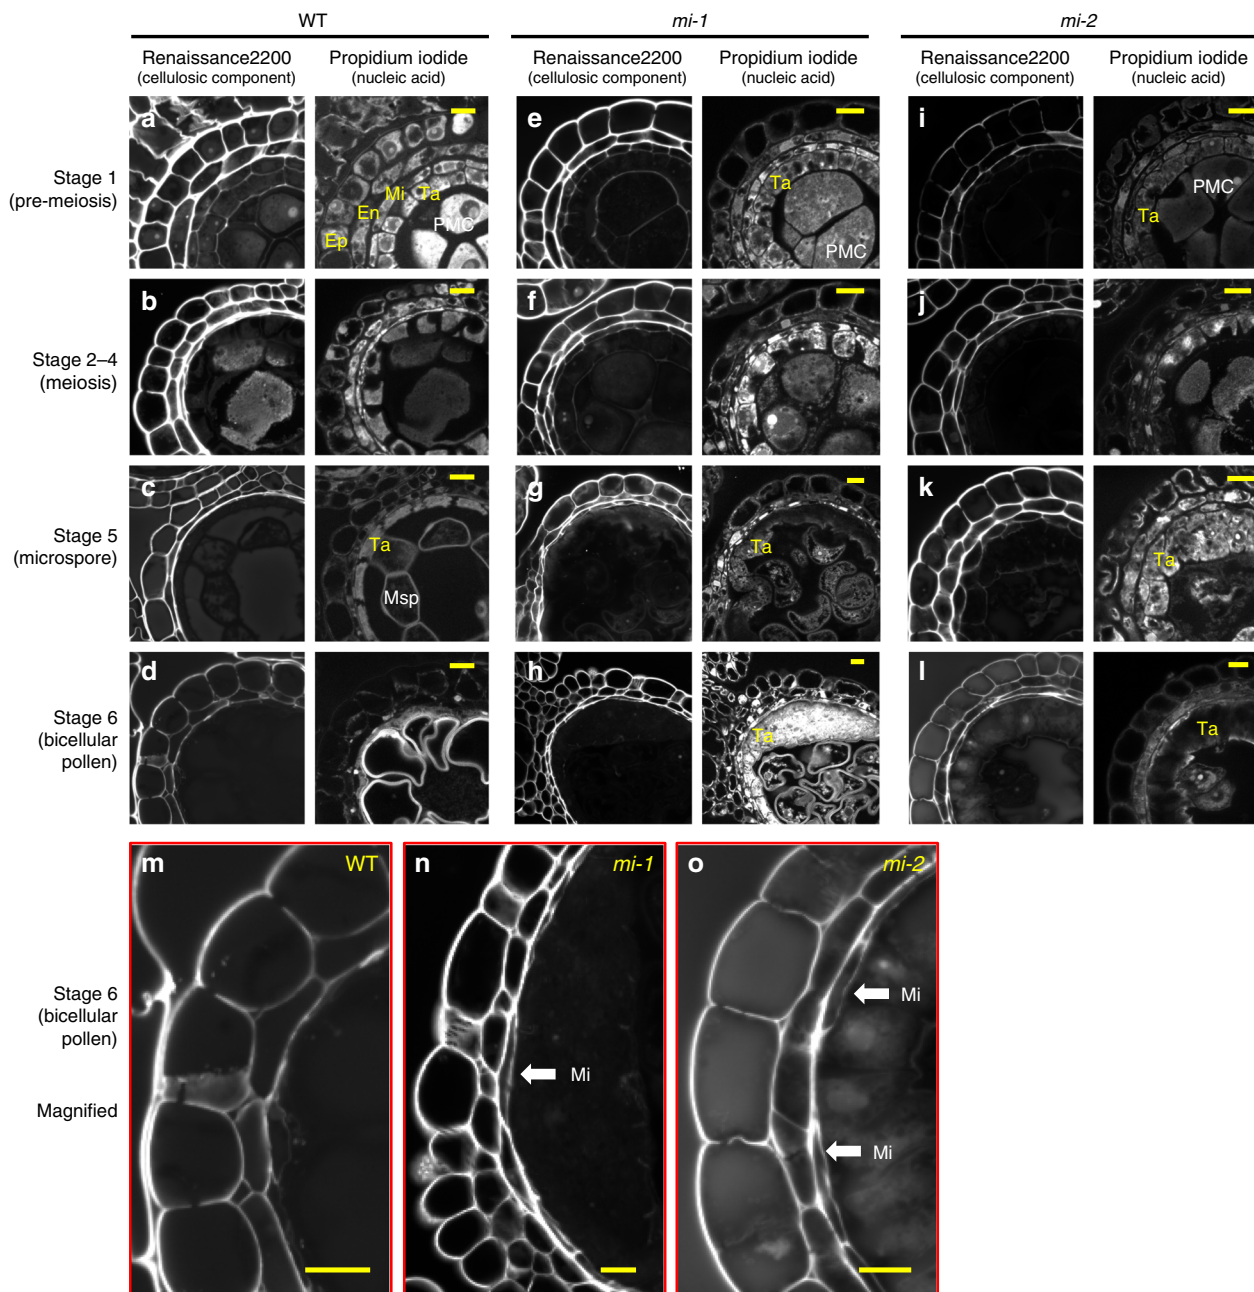 WT
mi-1
mi-2
Renaissance2200
(cellulosic component)
Propidium iodide
(nucleic acid)
Renaissance2200
(cellulosic component)
Propidium iodide
(nucleic acid)
Renaissance2200
(cellulosic component)
Propidium iodide
(nucleic acid)
Stage 1
(pre-meiosis)
a
Ep
En
Mi
Ta
PMC
e
Ta
PMC
i
Ta
PMC
Stage 2–4
(meiosis)
b
f
j
Stage 5
(microspore)
c
Ta
Msp
g
Ta
k
Ta
Stage 6
(bicellular
pollen)
d
h
Ta
l
Ta
Stage 6
(bicellular
pollen)
Magnified
m
WT
n
mi-1
Mi
o
mi-2
Mi
Mi